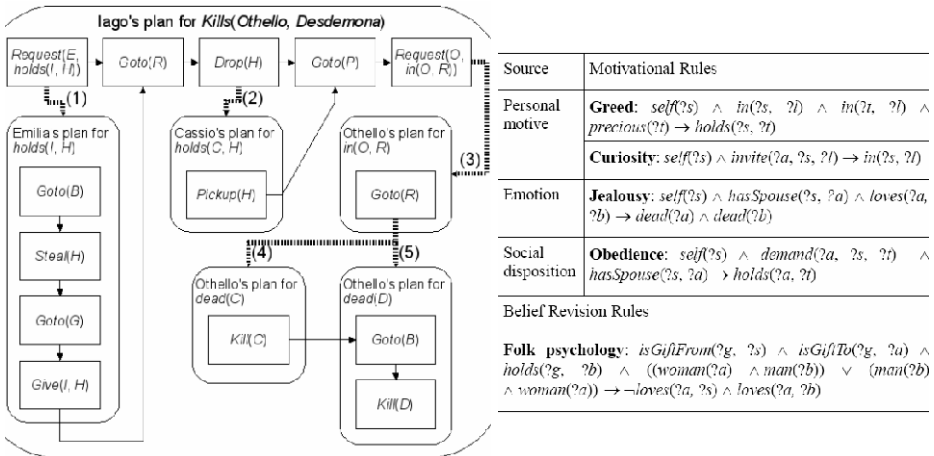 Iago's plan for Kills(Othello, Desdemona)
Request(E,
holds(I, H))
Goto(R)
Drop(H)
Goto(P)
Request(O,
in(O, R))
(1)
(2)
(3)
Emilia's plan for
holds(I, H)
Goto(B)
Steal(H)
Goto(G)
Give(I, H)
Cassio's plan for
holds(C, H)
Pickup(H)
Othello's plan for
in(O, R)
Goto(R)
(4)
(5)
Othello's plan for
dead(C)
Kill(C)
Othello's plan for
dead(D)
Goto(B)
Kill(D)
Source
Motivational Rules
Personal
motive
Greed: self(?s) ∧ in(?s, ?l) ∧ in(?t, ?l) ∧
precious(?t) → holds(?s, ?t)
Curiosity: self(?s) ∧ invite(?a, ?s, ?l) → in(?s, ?l)
Emotion
Jealousy: self(?s) ∧ hasSpouse(?s, ?a) ∧ loves(?a,
?b) → dead(?a) ∧ dead(?b)
Social
disposition
Obedience: self(?s) ∧ demand(?a, ?s, ?t) ∧
hasSpouse(?s, ?a) → holds(?a, ?t)
Belief Revision Rules
Folk psychology: isGiftFrom(?g, ?s) ∧ isGiftTo(?g, ?a) ∧
holds(?g, ?b) ∧ ((woman(?a) ∧ man(?b)) ∨ (man(?b)
∧ woman(?a)) → ¬loves(?a, ?s) ∧ loves(?a, ?b)